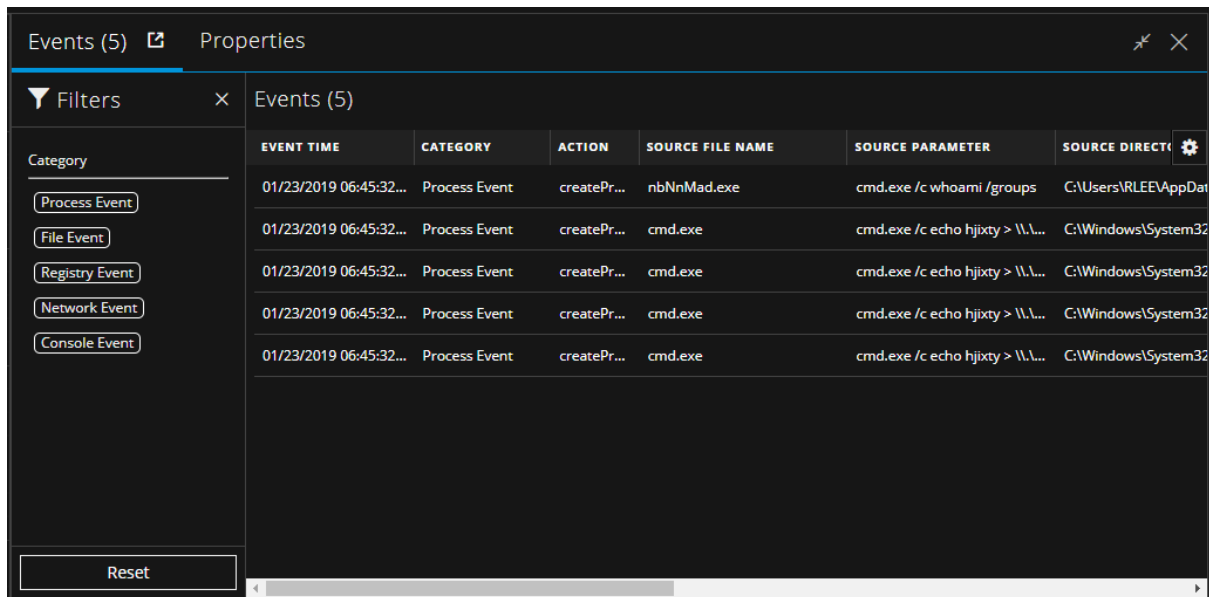 Events (5) Properties
Filters
Events (5)
Category
Process Event
File Event
Registry Event
Network Event
Console Event
Reset
EVENT TIME CATEGORY ACTION SOURCE FILE NAME SOURCE PARAMETER SOURCE DIRECT
01/23/2019 06:45:32... Process Event createPr... nbNnMad.exe cmd.exe /c whoami /groups C:\Users\RLEE\AppDat
01/23/2019 06:45:32... Process Event createPr... cmd.exe cmd.exe /c echo hjixty > \\.\... C:\Windows\System32
01/23/2019 06:45:32... Process Event createPr... cmd.exe cmd.exe /c echo hjixty > \\.\... C:\Windows\System32
01/23/2019 06:45:32... Process Event createPr... cmd.exe cmd.exe /c echo hjixty > \\.\... C:\Windows\System32
01/23/2019 06:45:32... Process Event createPr... cmd.exe cmd.exe /c echo hjixty > \\.\... C:\Windows\System32